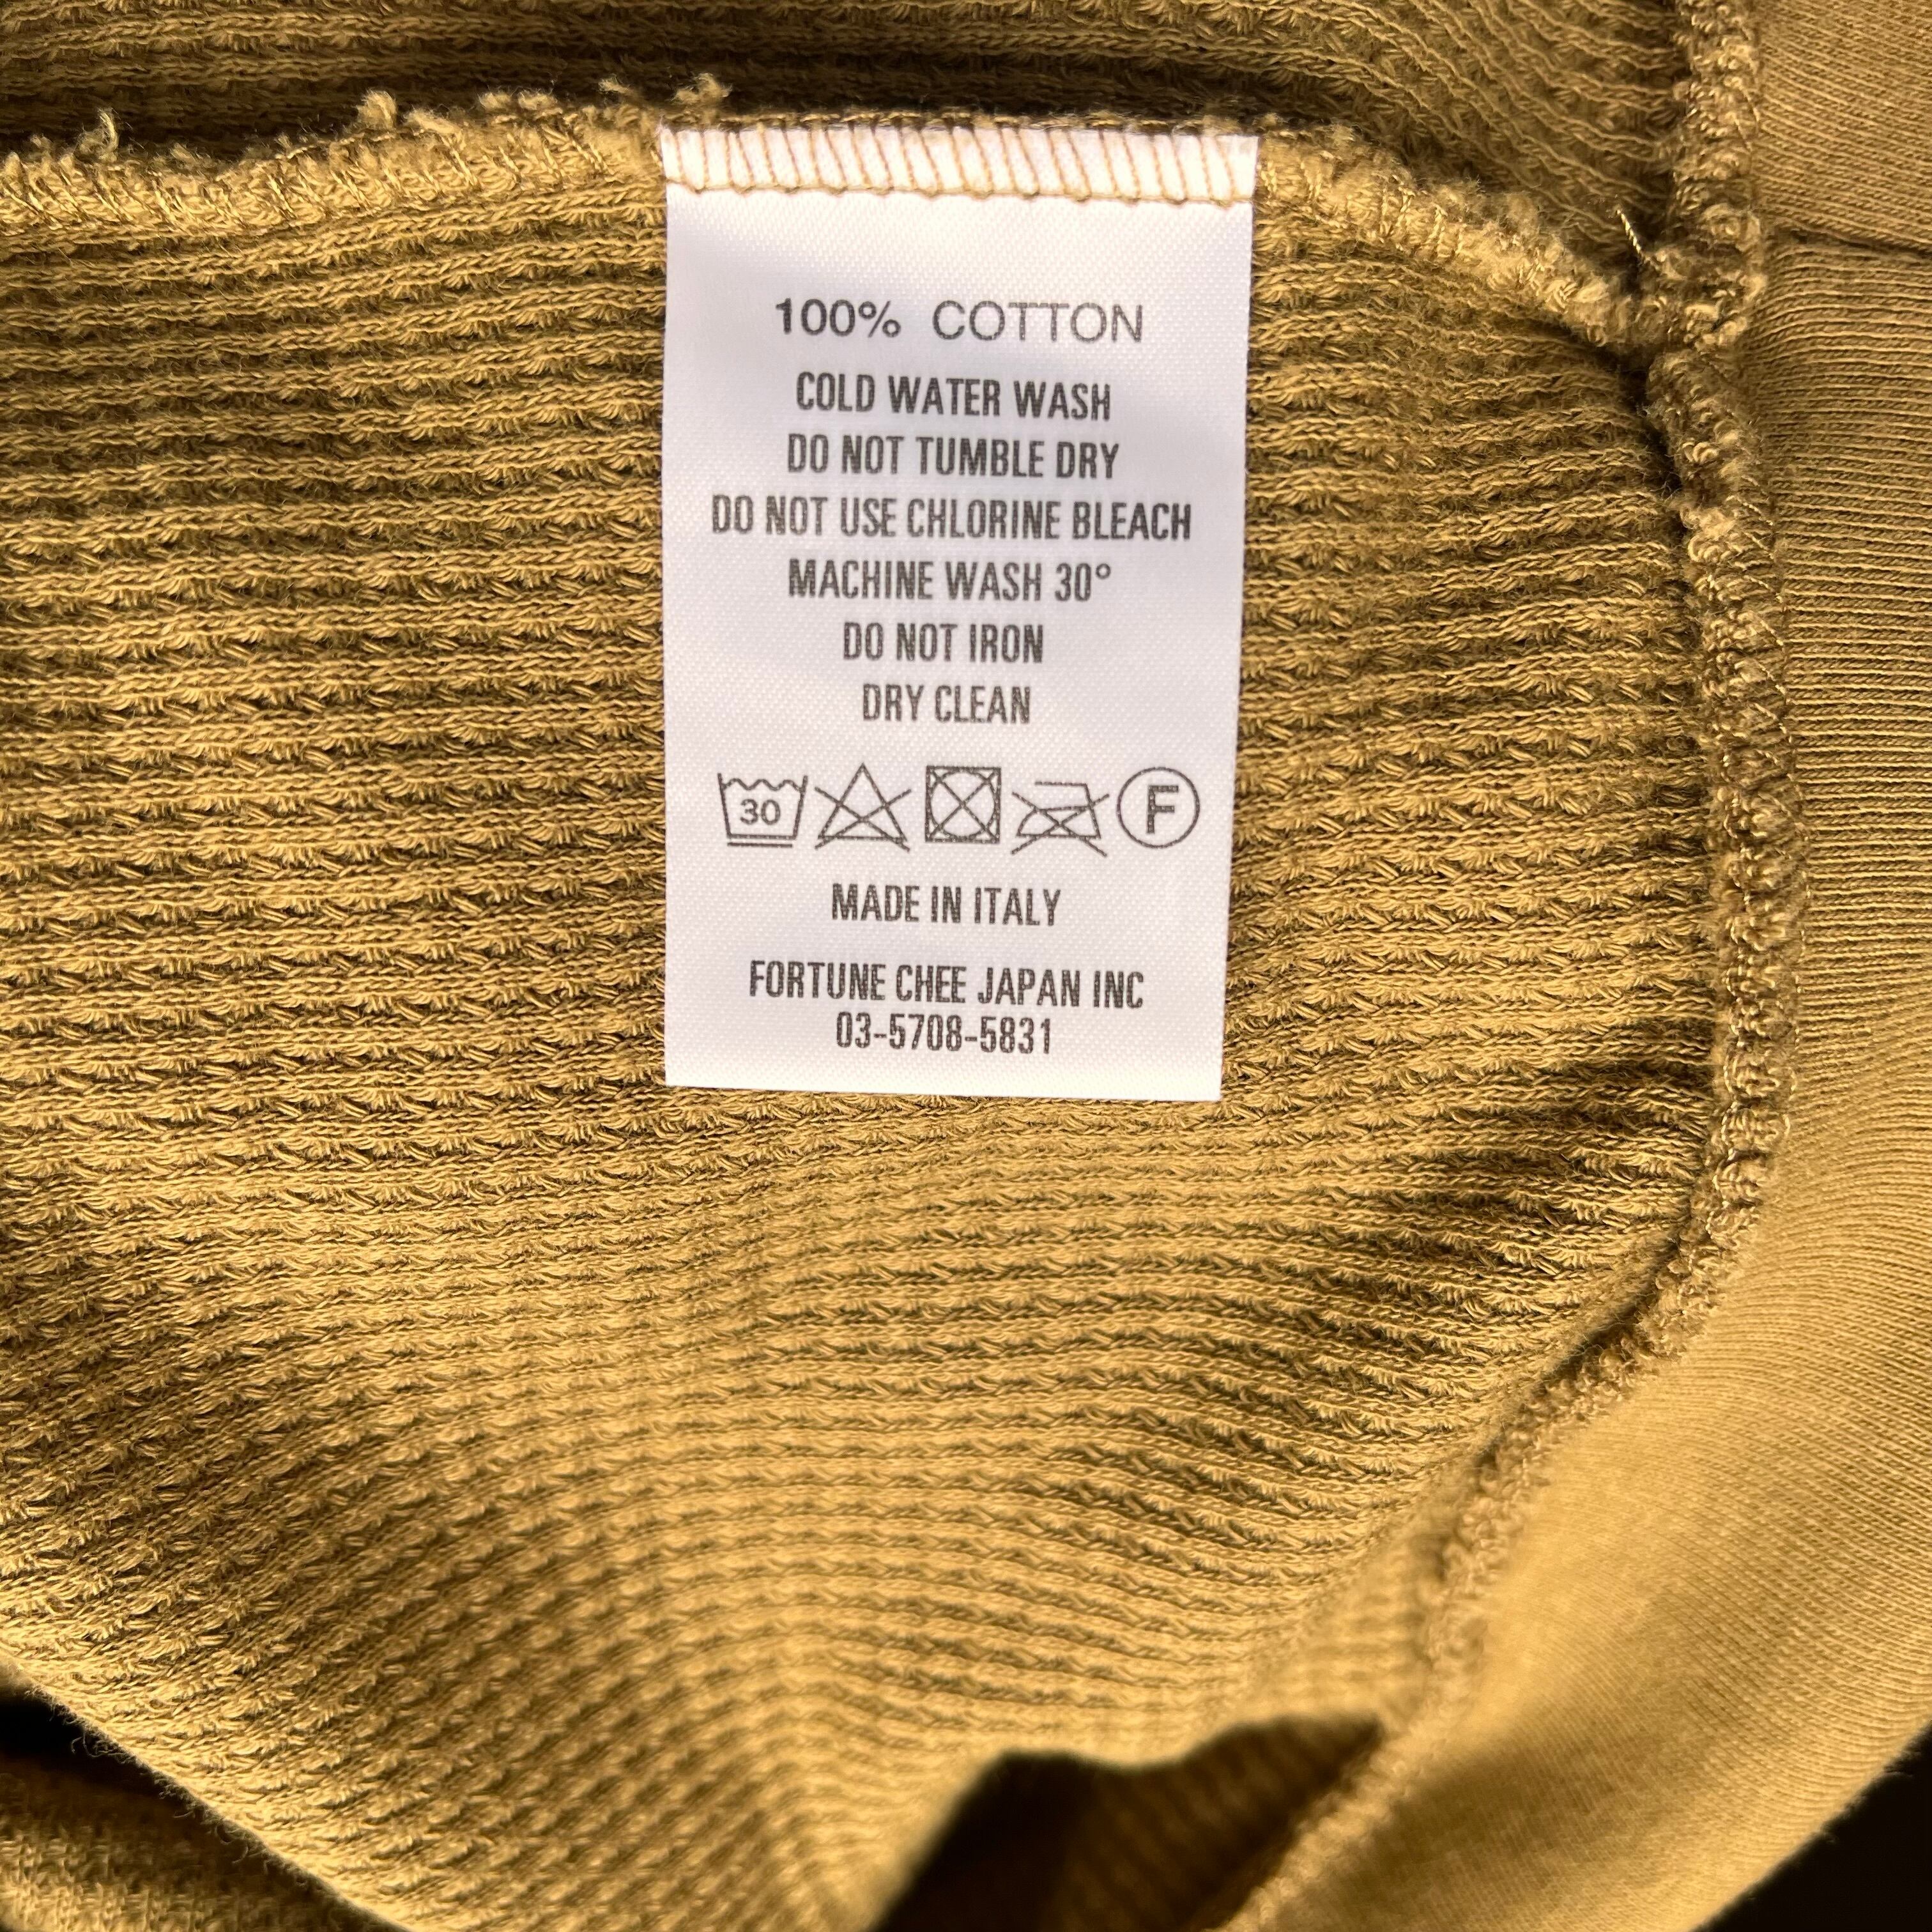 100% COTTON
COLD WATER WASH
DO NOT TUMBLE DRY
DO NOT USE CHLORINE BLEACH
MACHINE WASH 30°
DO NOT IRON
DRY CLEAN
30 F
MADE IN ITALY
FORTUNE CHEE JAPAN INC
03-5708-5831